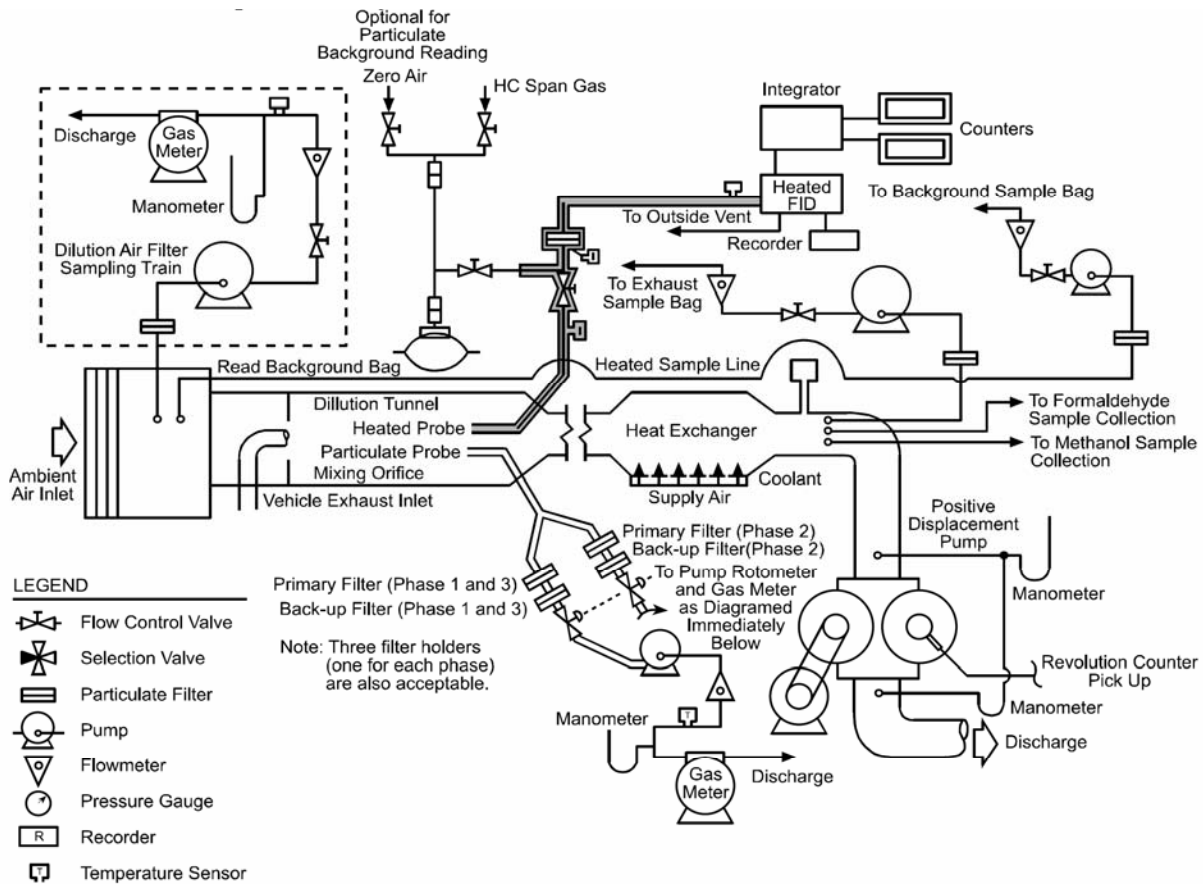 Optional for
Particulate
Background Reading
Zero Air
HC Span Gas
Integrator
Counters
Discharge
Gas
Meter
Manometer
Dilution Air Filter
Sampling Train
Heated
FID
To Outside Vent
Recorder
To Background Sample Bag
To Exhaust
Sample Bag
Read Background Bag
Heated Sample Line
Dillution Tunnel
Heated Probe
Particulate Probe
Mixing Orifice
Vehicle Exhaust Inlet
Ambient
Air Inlet
Heat Exchanger
Supply Air
Coolant
To Formaldehyde
Sample Collection
To Methanol Sample
Collection
Positive
Displacement
Pump
Manometer
Primary Filter (Phase 2)
Back-up Filter(Phase 2)
To Pump Rotometer
and Gas Meter
as Diagramed
Immediately
Below
Primary Filter (Phase 1 and 3)
Back-up Filter (Phase 1 and 3)
Note: Three filter holders
(one for each phase)
are also acceptable.
Revolution Counter
Pick Up
Manometer
Discharge
Manometer
T
Gas
Meter
Discharge
LEGEND
Flow Control Valve
Selection Valve
Particulate Filter
Pump
Flowmeter
Pressure Gauge
R
Recorder
T
Temperature Sensor